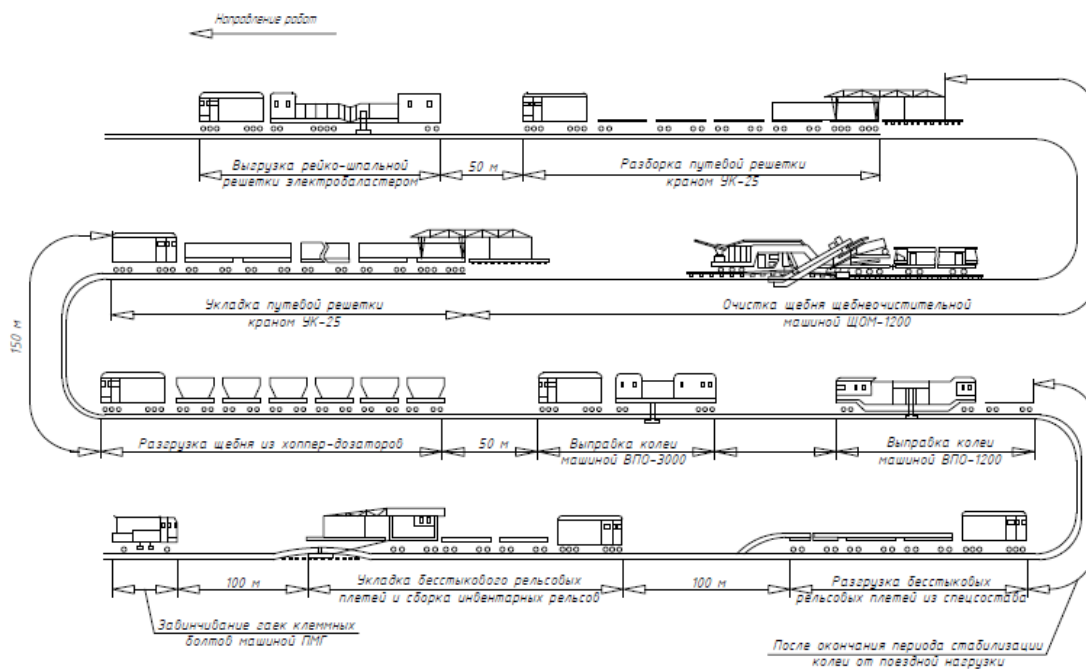 Направление работ
Выгрузка рейко-шпальной
решетки электробаластером
50 м
Разборка путевой решетки
краном УК-25
Укладка путевой решетки
краном УК-25
Очистка щебня щебнеочистительной
машиной ЩОМ-1200
150 м
Разгрузка щебня из хоппер-дозаторов
50 м
Выправка колеи
машиной ВПО-3000
Выправка колеи
машиной ВПО-1200
100 м
Укладка бесстыкового рельсовых
плетей и сборка инвентарных рельсов
100 м
Разгрузка бесстыковых
рельсовых плетей из спецсостава
Завинчивание гаек клеммных
болтов машиной ПМГ
После окончания периода стабилизации
колеи от поездной нагрузки